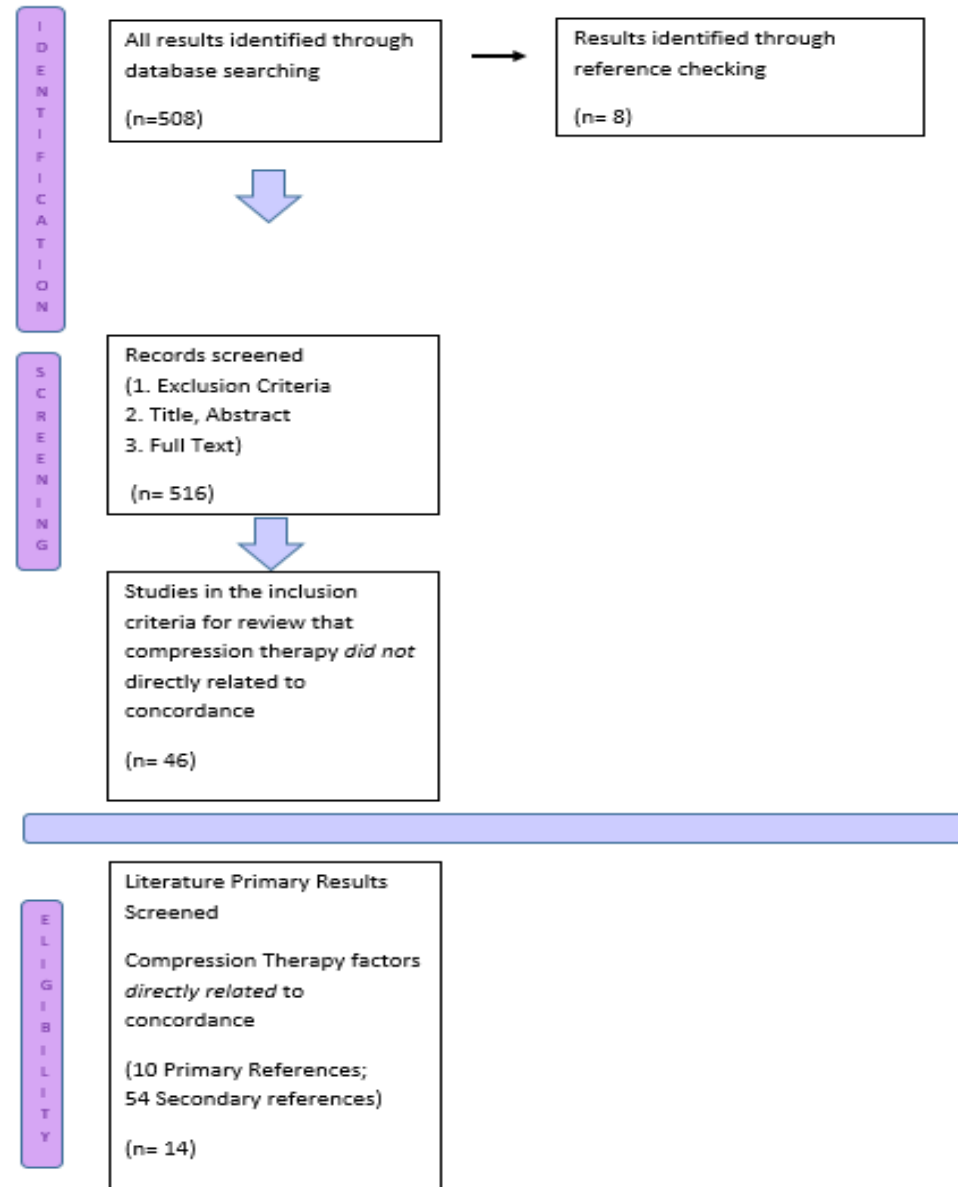 IDENTIFICATION
All results identified through
database searching
(n=508)
Results identified through
reference checking
(n= 8)
SCREENING
Records screened
(1. Exclusion Criteria
2. Title, Abstract
3. Full Text)
(n= 516)
Studies in the inclusion
criteria for review that
compression therapy did not
directly related to
concordance
(n= 46)
ELIGIBILITY
Literature Primary Results
Screened
Compression Therapy factors
directly related to
concordance
(10 Primary References;
54 Secondary references)
(n= 14)